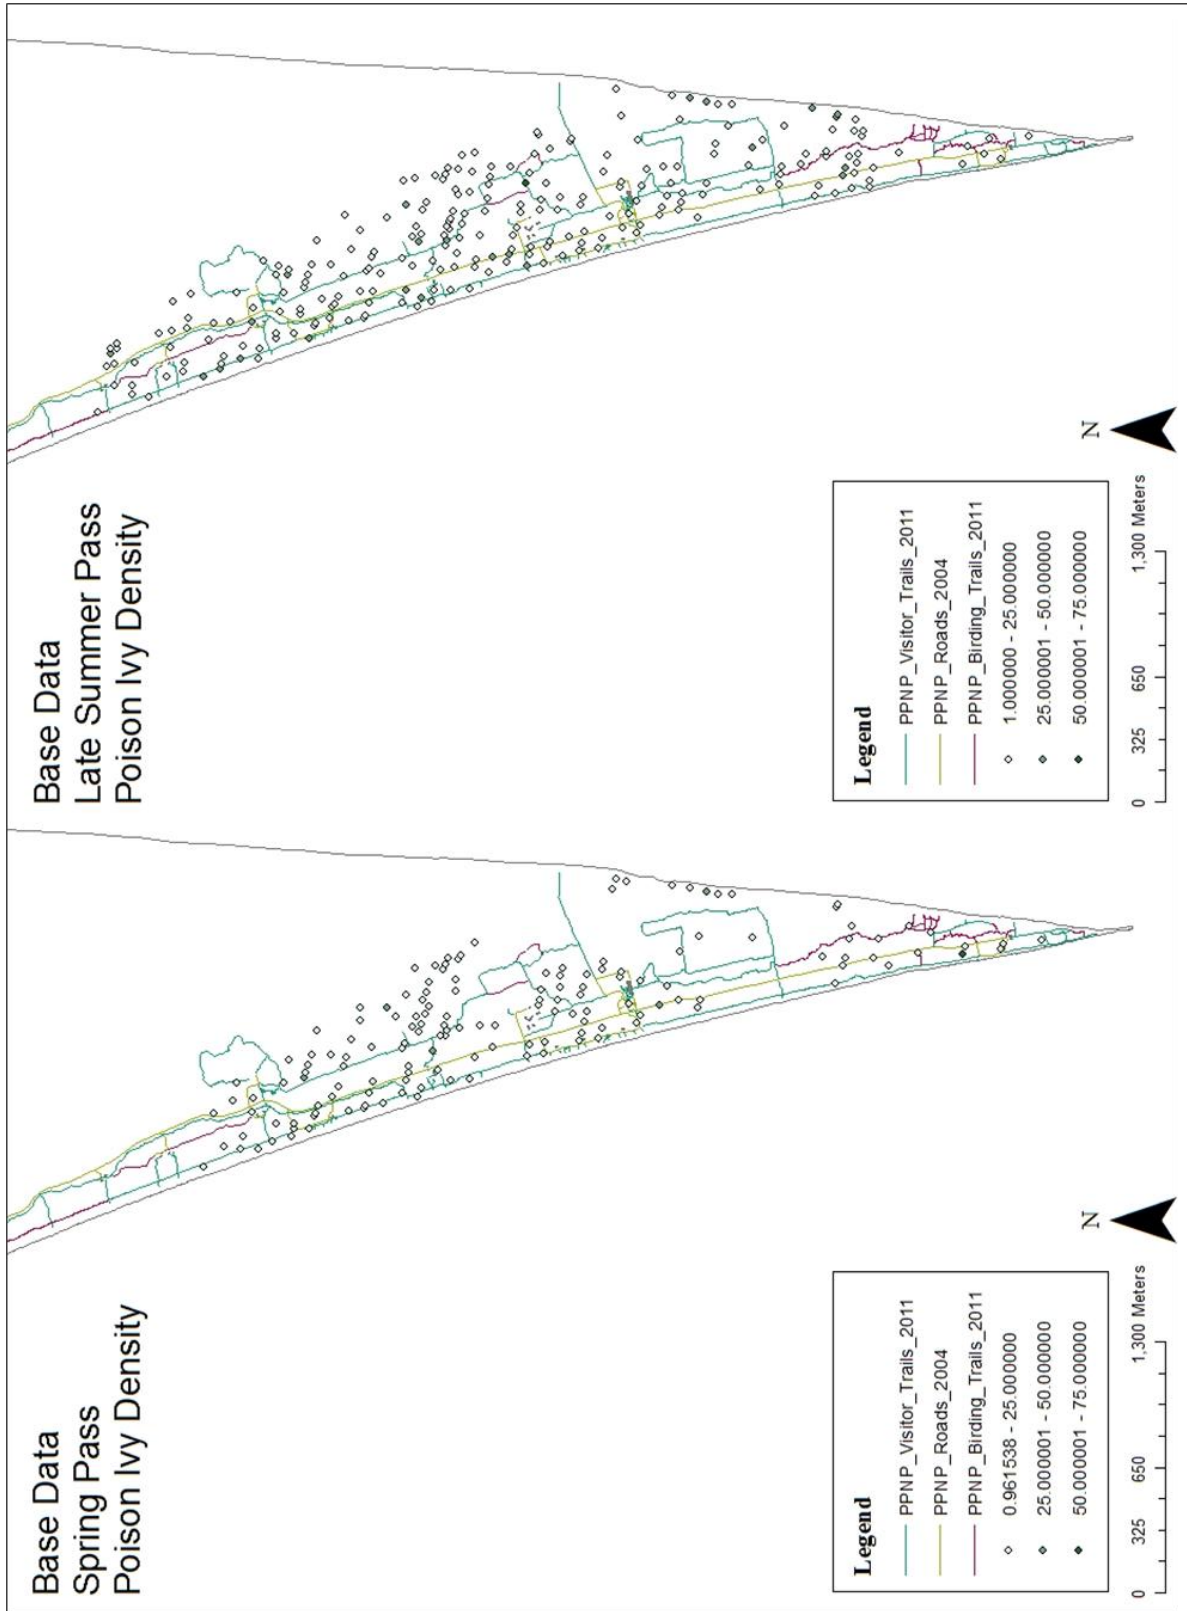 Base Data
Spring Pass
Poison Ivy Density
N
Legend
PPNP_Visitor_Trails_2011
PPNP_Roads_2004
PPNP_Birding_Trails_2011
0.961538 - 25.000000
25.000001 - 50.000000
50.000001 - 75.000000
0 325 650 1,300 Meters
Base Data
Late Summer Pass
Poison Ivy Density
N
Legend
PPNP_Visitor_Trails_2011
PPNP_Roads_2004
PPNP_Birding_Trails_2011
1.000000 - 25.000000
25.000001 - 50.000000
50.000001 - 75.000000
0 325 650 1,300 Meters